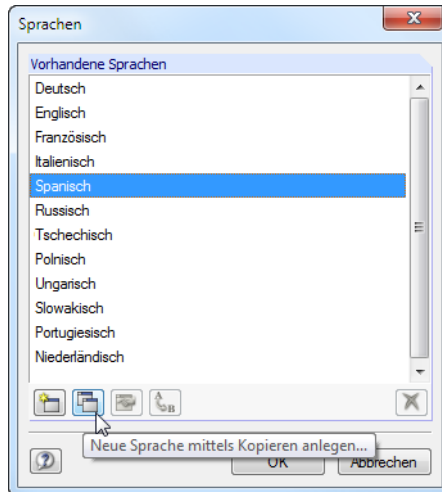 Sprachen
Vorhandene Sprachen
Deutsch
Englisch
Französisch
Italienisch
Spanisch
Russisch
Tschechisch
Polnisch
Ungarisch
Slowakisch
Portugiesisch
Niederländisch
Neue Sprache mittels Kopieren anlegen...
OK
Abbrechen